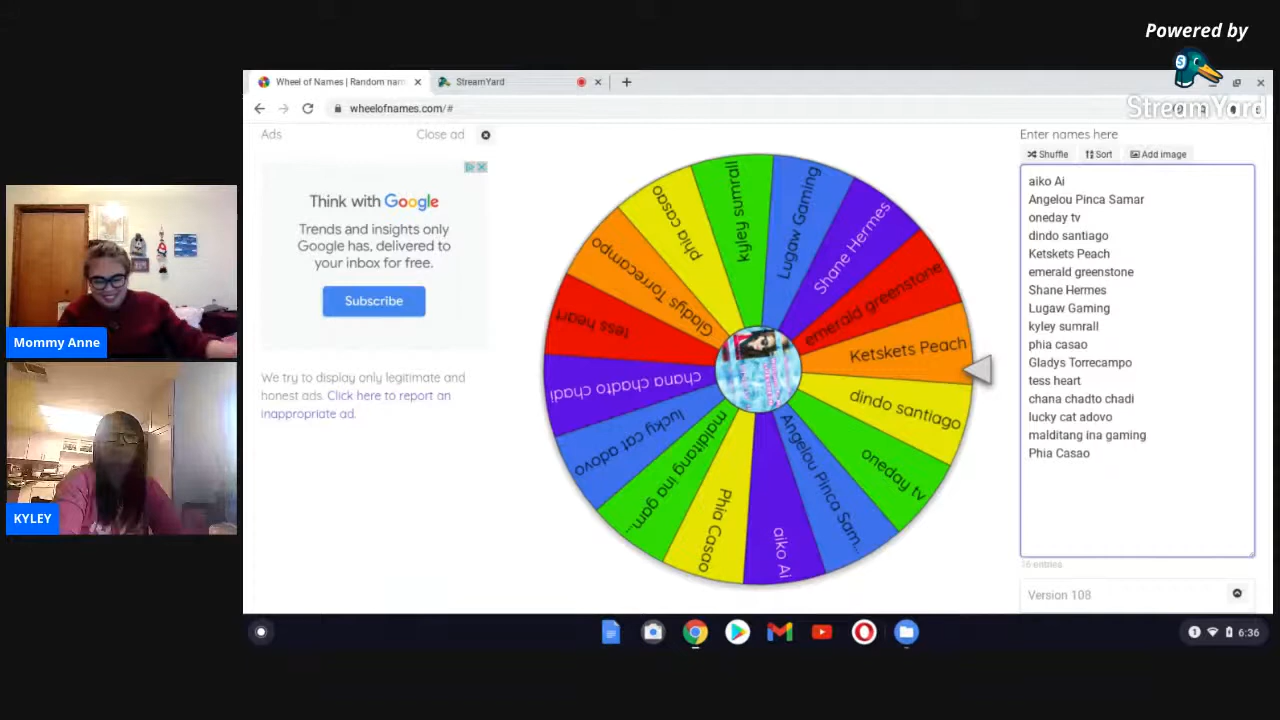 Powered by
StreamYard
Wheel of Names | Random nam
StreamYard
wheelofnames.com/#
Ads
Close ad
Think with Google
Trends and insights only
Google has, delivered to
your inbox for free.
Subscribe
We try to display only legitimate and
honest ads. Click here to report an
inappropriate ad.
kyley sumrall
Lugaw Gaming
Shane Hermes
emerald greenstone
Ketskets Peach
dindo santiago
oneday tv
Angelou Pinca Sam...
aiko Ai
Phia Casao
malditang ina gam...
lucky cat adovo
chana chadto chadi
tess heart
Gladys Torrecampo
phia casao
Enter names here
Shuffle
Sort
Add image
aiko Ai
Angelou Pinca Samar
oneday tv
dindo santiago
Ketskets Peach
emerald greenstone
Shane Hermes
Lugaw Gaming
kyley sumrall
phia casao
Gladys Torrecampo
tess heart
chana chadto chadi
lucky cat adovo
malditang ina gaming
Phia Casao
16 entries
Version 108
Mommy Anne
KYLEY
1
6:36